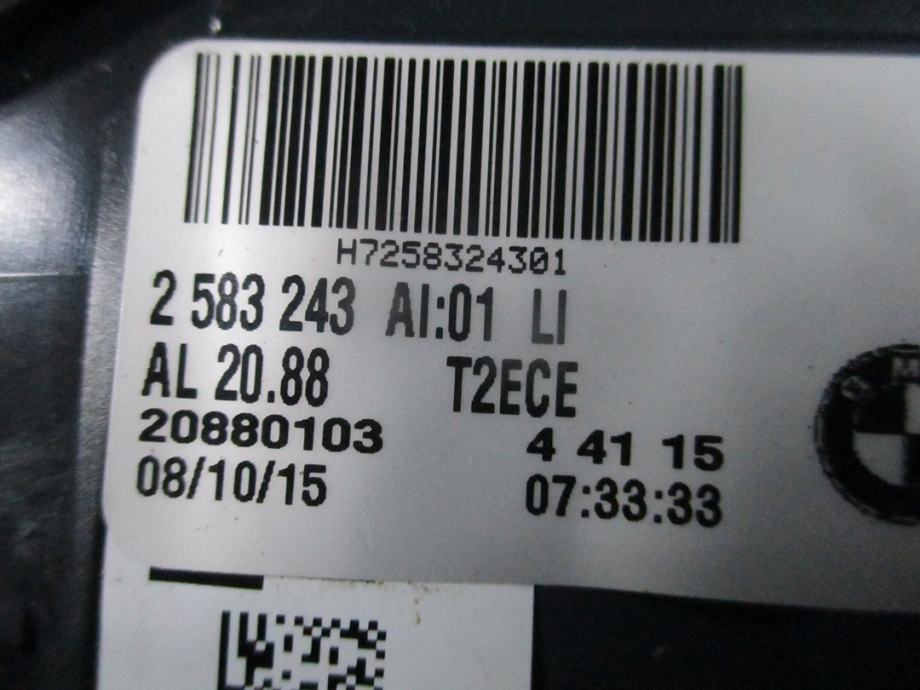 H7258324301
2 583 243 AI:01 LI
AL 20.88 T2ECE
20880103 4 41 15
08/10/15 07:33:33